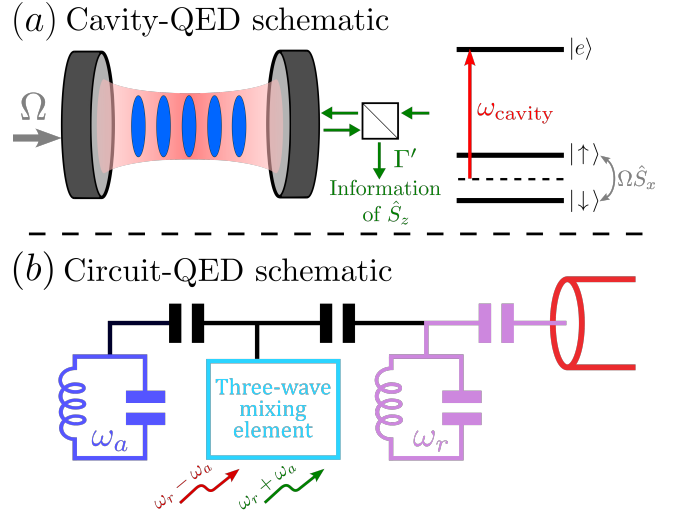 (a) Cavity-QED schematic
Ω
Γ′
Information
of Ŝ_z
|e⟩
ω_cavity
|↑⟩
ΩŜ_x
|↓⟩
(b) Circuit-QED schematic
ω_a
Three-wave
mixing
element
ω_r
ω_r − ω_a
ω_r + ω_a